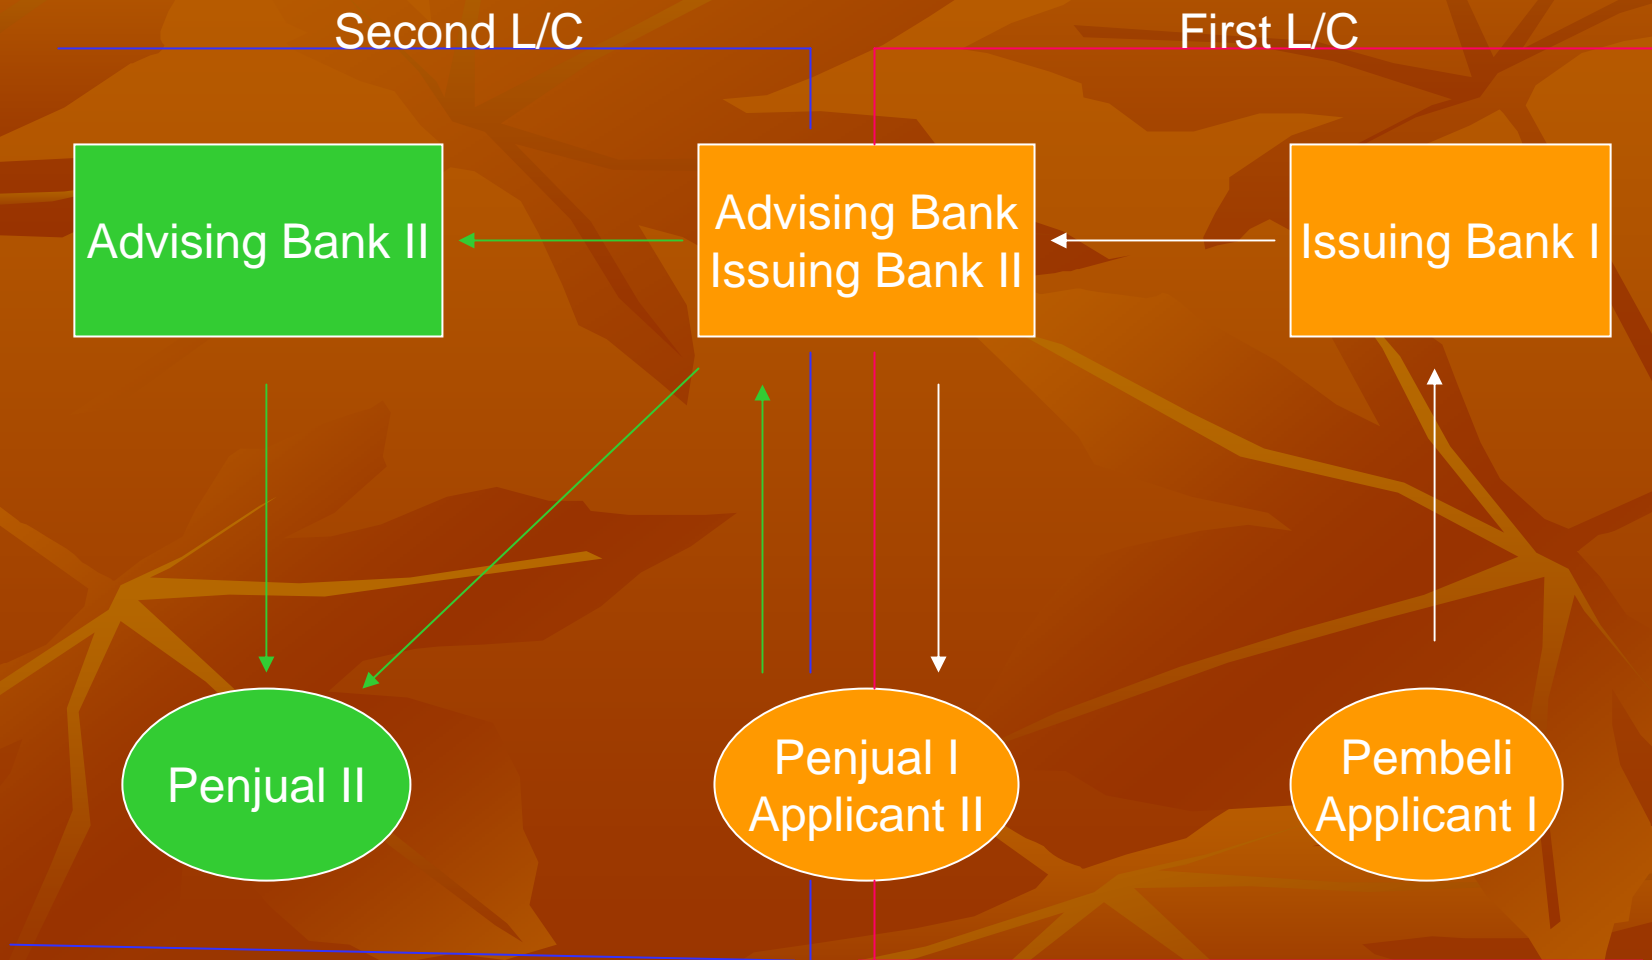 Second L/C
First L/C
Advising Bank II
Advising Bank
Issuing Bank II
Issuing Bank I
Penjual II
Penjual I
Applicant II
Pembeli
Applicant I